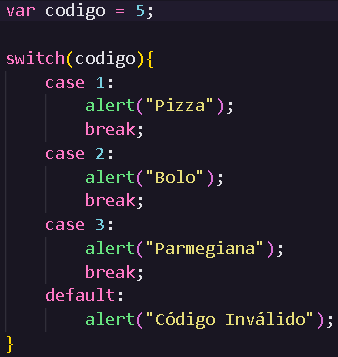 var codigo = 5;
switch(codigo){
case 1:
alert("Pizza");
break;
case 2:
alert("Bolo");
break;
case 3:
alert("Parmegiana");
break;
default:
alert("Código Inválido");
}